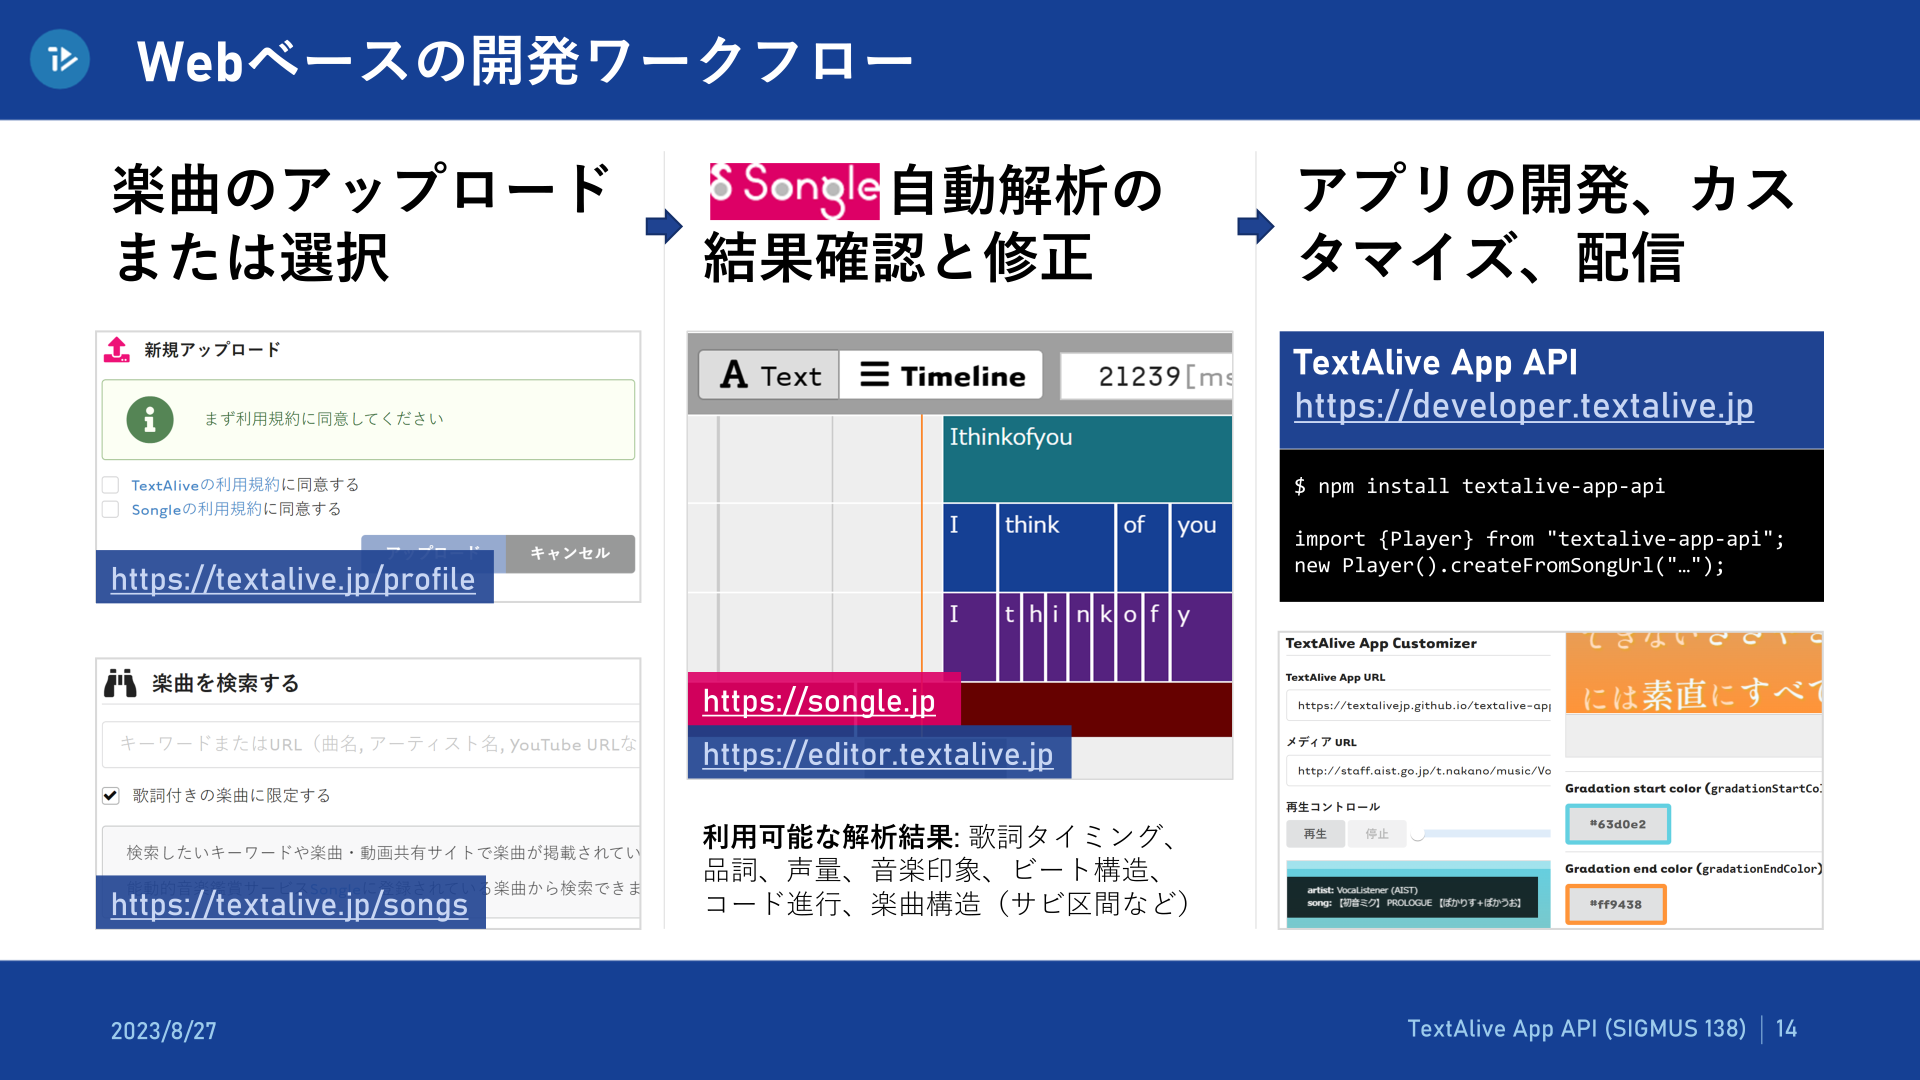 Webベースの開発ワークフロー
楽曲のアップロード
または選択
新規アップロード
まず利用規約に同意してください
TextAliveの利用規約に同意する
Songleの利用規約に同意する
アップロード キャンセル
https://textalive.jp/profile
楽曲を検索する
キーワードまたはURL（曲名, アーティスト名, YouTube URLな
歌詞付きの楽曲に限定する
検索したいキーワードや楽曲・動画共有サイトで楽曲が掲載されてい
楽曲から検索できま
https://textalive.jp/songs
Songle 自動解析の
結果確認と修正
A Text Timeline 21239[ms
Ithinkofyou
I think of you
I t h i n k o f y
https://songle.jp
https://editor.textalive.jp
利用可能な解析結果: 歌詞タイミング、
品詞、声量、音楽印象、ビート構造、
コード進行、楽曲構造（サビ区間など）
アプリの開発、カス
タマイズ、配信
TextAlive App API
https://developer.textalive.jp
$ npm install textalive-app-api
import {Player} from "textalive-app-api";
new Player().createFromSongUrl("…");
TextAlive App Customizer
TextAlive App URL
https://textalivejp.github.io/textalive-app
メディア URL
http://staff.aist.go.jp/t.nakano/music/Vo
再生コントロール
再生 停止
artist: VocaListener (AIST)
song: 【初音ミク】 PROLOGUE 【ぼかりす+ぼかうお】
には素直にすべて
Gradation start color (gradationStartCo
#63d0e2
Gradation end color (gradationEndColor)
#ff9438
2023/8/27
TextAlive App API (SIGMUS 138) 14